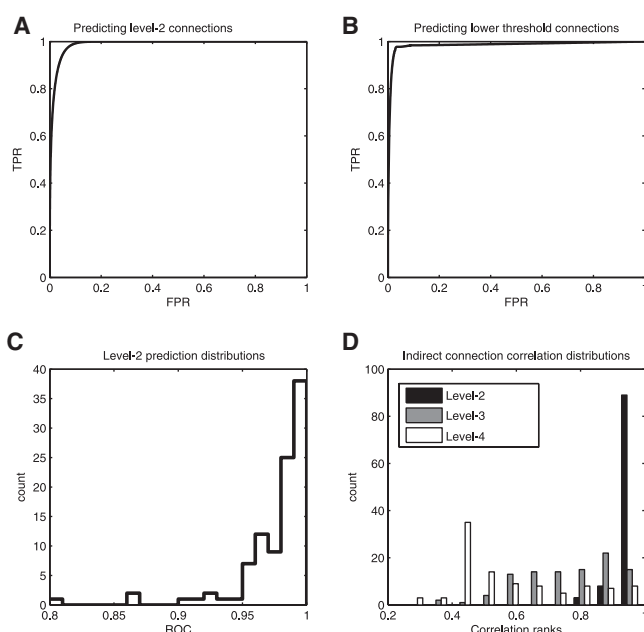 A
Predicting level-2 connections
1
0.8
0.6
0.4
0.2
0
TPR
0 0.2 0.4 0.6 0.8 1
FPR
B
Predicting lower threshold connections
1
0.8
0.6
0.4
0.2
0
TPR
0 0.2 0.4 0.6 0.8 1
FPR
C
Level-2 prediction distributions
40
35
30
25
20
15
10
5
0
count
0.8 0.85 0.9 0.95 1
ROC
D
Indirect connection correlation distributions
100
80
60
40
20
0
count
Level-2
Level-3
Level-4
0.2 0.4 0.6 0.8 1
Correlation ranks